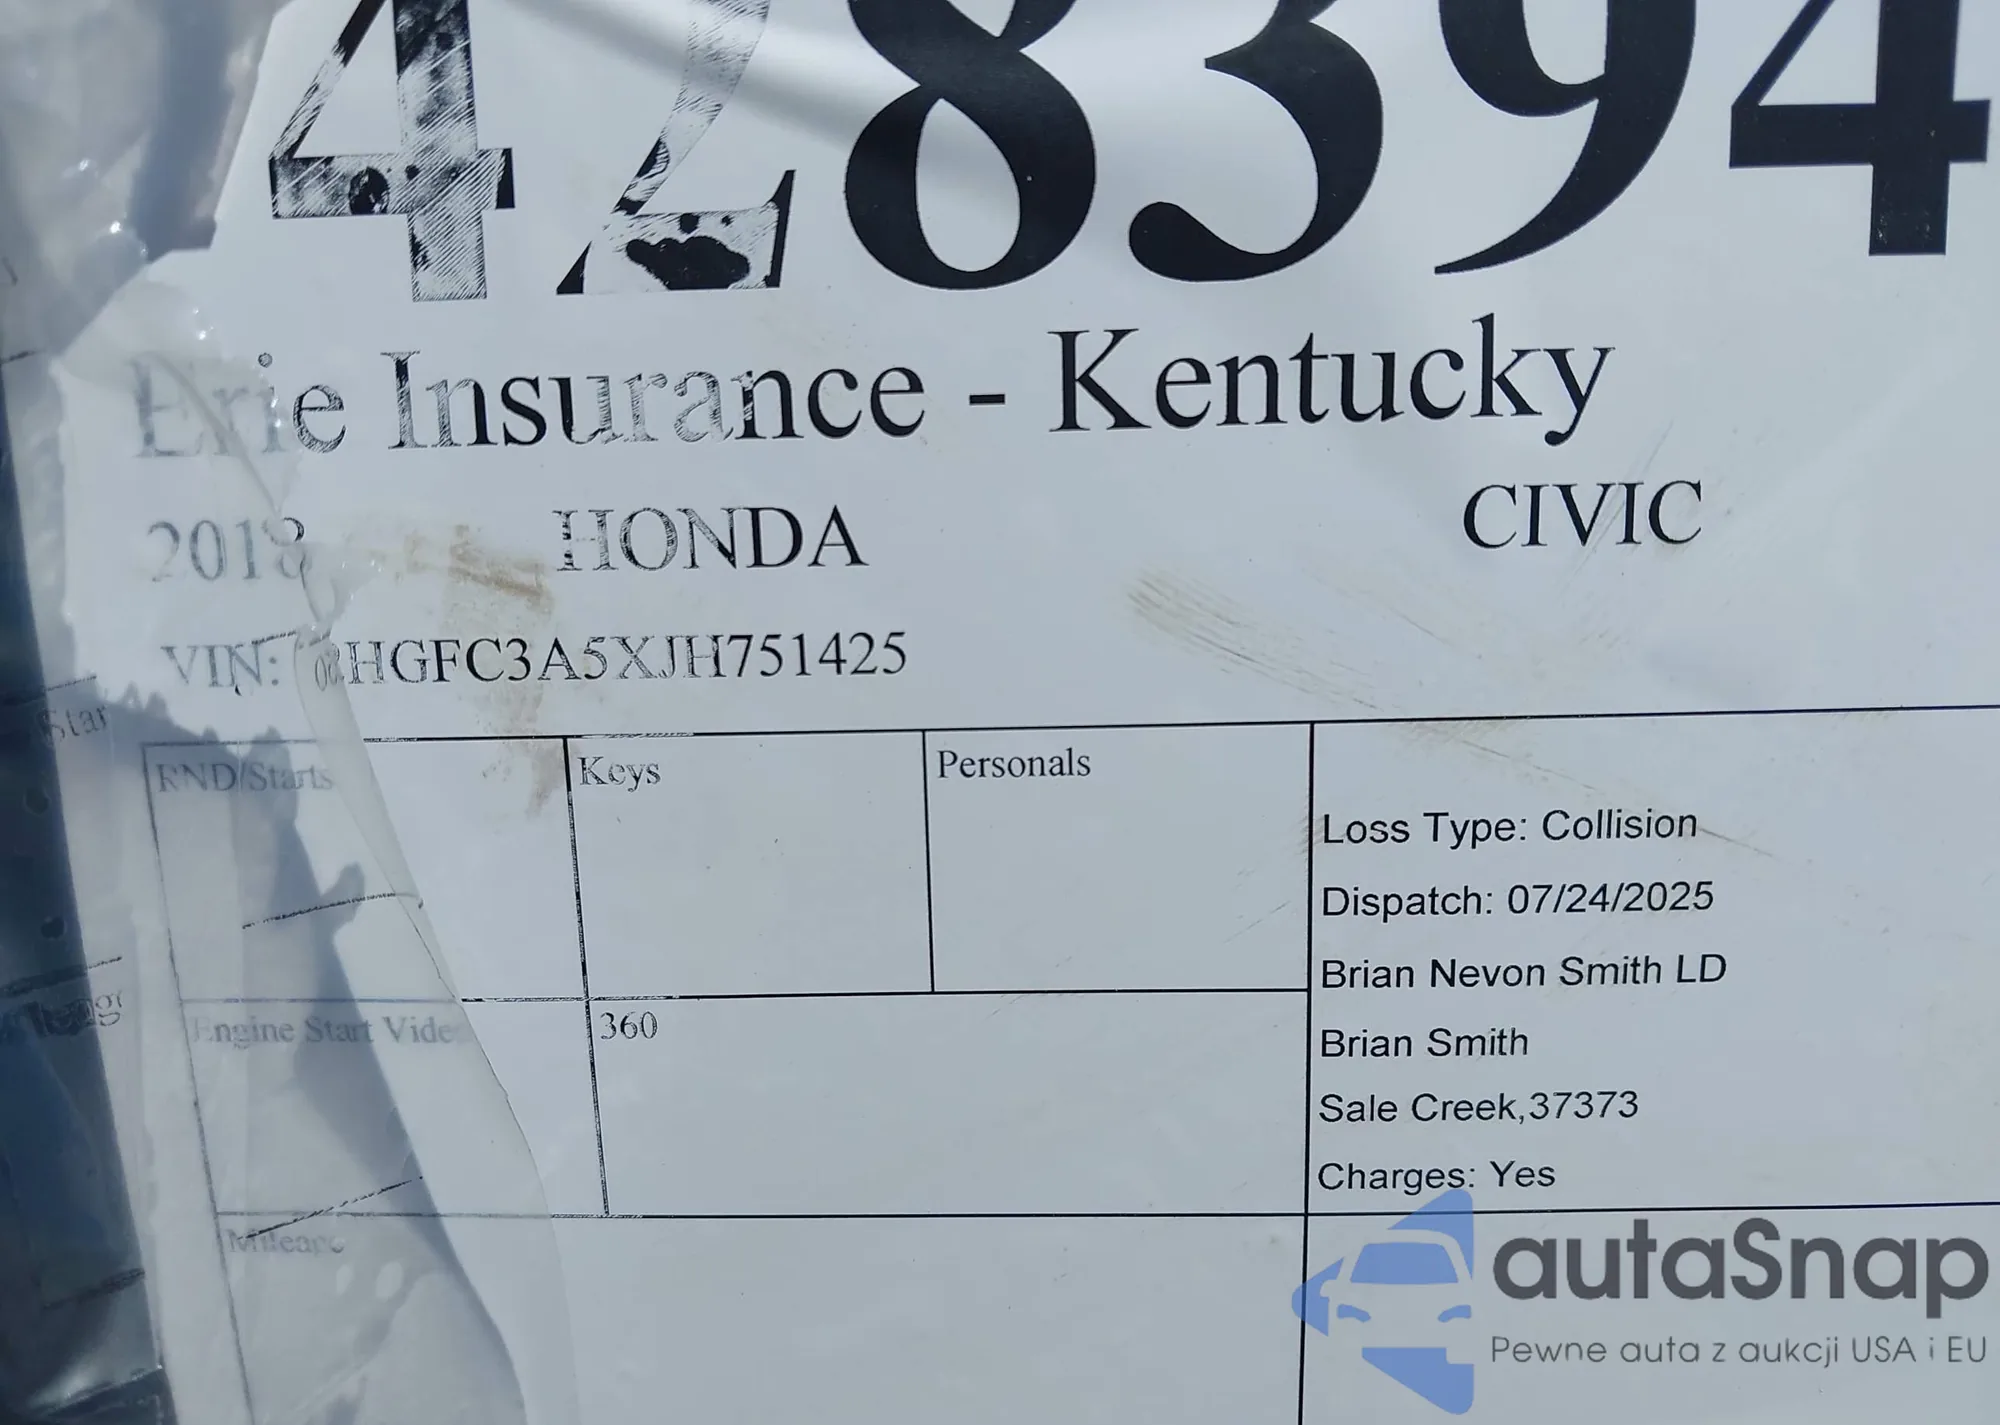 428394
Erie Insurance - Kentucky
2018 HONDA CIVIC
VIN: HGFC3A5XJH751425
Star
RND/Starts Keys Personals
Loss Type: Collision
Dispatch: 07/24/2025
Brian Nevon Smith LD
Engine Start Video 360
Brian Smith
Sale Creek,37373
Charges: Yes
Mileage
autaSnap
Pewne auta z aukcji USA i EU